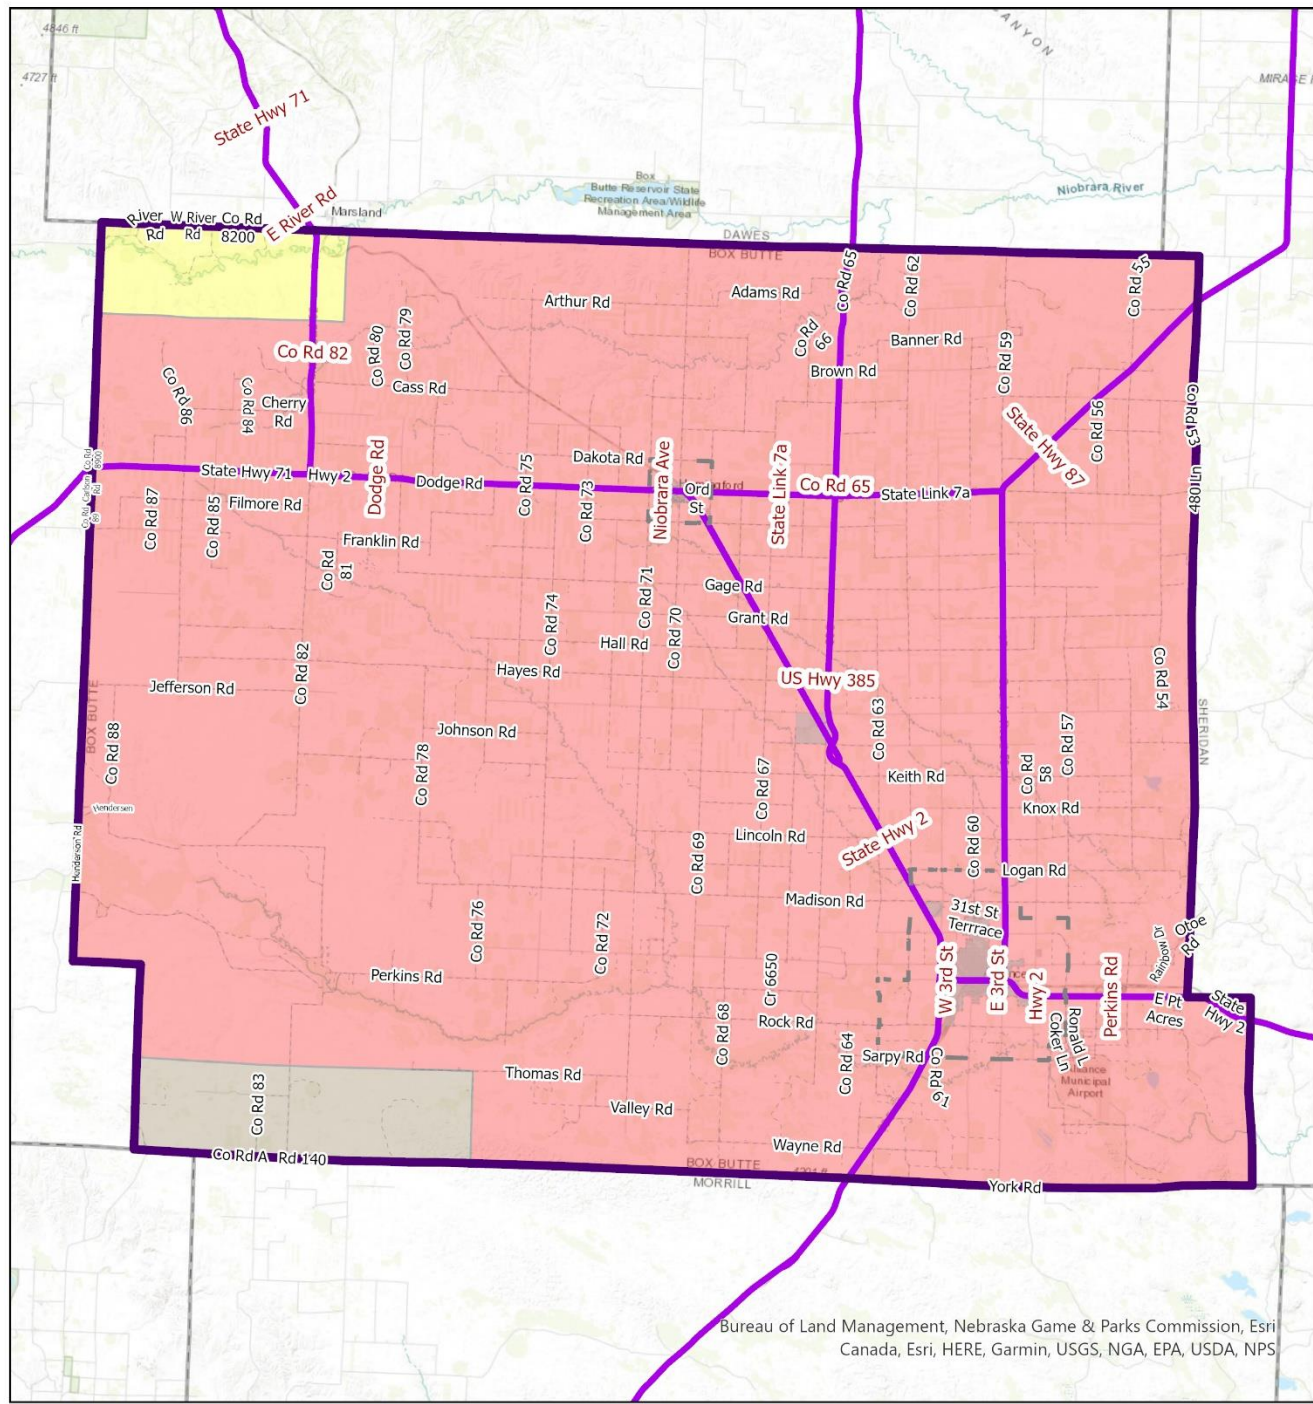 4846 ft
ANYON
4727 ft
MIRAGE
State Hwy 71
Box
Butte Reservoir State
Recreation Area/Wildlife
Management Area
Niobrara River
E River Rd
Marsland
River
Rd
W River
Rd
Co Rd
8200
DAWES
BOX BUTTE
Co Rd 65
Co Rd 62
Co Rd 55
Adams Rd
Arthur Rd
Co Rd 79
Co Rd 80
Co Rd
66
Banner Rd
Co Rd 59
Co Rd 82
Brown Rd
Cass Rd
Co Rd 86
Co Rd 84
Cherry
Rd
Co Rd 56
Co Rd 53
State Hwy 87
Dodge Rd
Dakota Rd
Niobrara Ave
State Link 7a
State Hwy 71
Hwy 2
Dodge Rd
Co Rd 75
Ord
St
Co Rd 65
State Link 7a
Co Rd 87
Co Rd 85
Filmore Rd
Co Rd 73
Franklin Rd
Co Rd
81
Gage Rd
Co Rd 71
Co Rd 74
Grant Rd
Co Rd 70
Hall Rd
Hayes Rd
Co Rd 82
US Hwy 385
Co Rd 54
Jefferson Rd
BOX BUTTE
SHERIDAN
Co Rd 88
Johnson Rd
Co Rd 63
Co Rd 57
Co Rd 78
Co Rd 67
Keith Rd
Co Rd
58
Hendersen
Knox Rd
Hunderson Rd
Lincoln Rd
State Hwy 2
Co Rd 60
Co Rd 69
Logan Rd
Madison Rd
31st St
Terrrace
Co Rd 76
Co Rd 72
Otoe
Rd
Rainbow Dr
W 3rd St
E 3rd St
Hwy 2
Perkins Rd
Perkins Rd
Cr 6650
E Pt
Acres
State
Hwy 2
Rock Rd
Co Rd 68
Ronald L
Coker Ln
Co Rd 64
Sarpy Rd
Co Rd 61
Alliance
Municipal
Airport
Thomas Rd
Co Rd 83
Valley Rd
Wayne Rd
Co Rd A
Rd 140
BOX BUTTE
MORRILL
York Rd
Bureau of Land Management, Nebraska Game & Parks Commission, Esri
Canada, Esri, HERE, Garmin, USGS, NGA, EPA, USDA, NPS